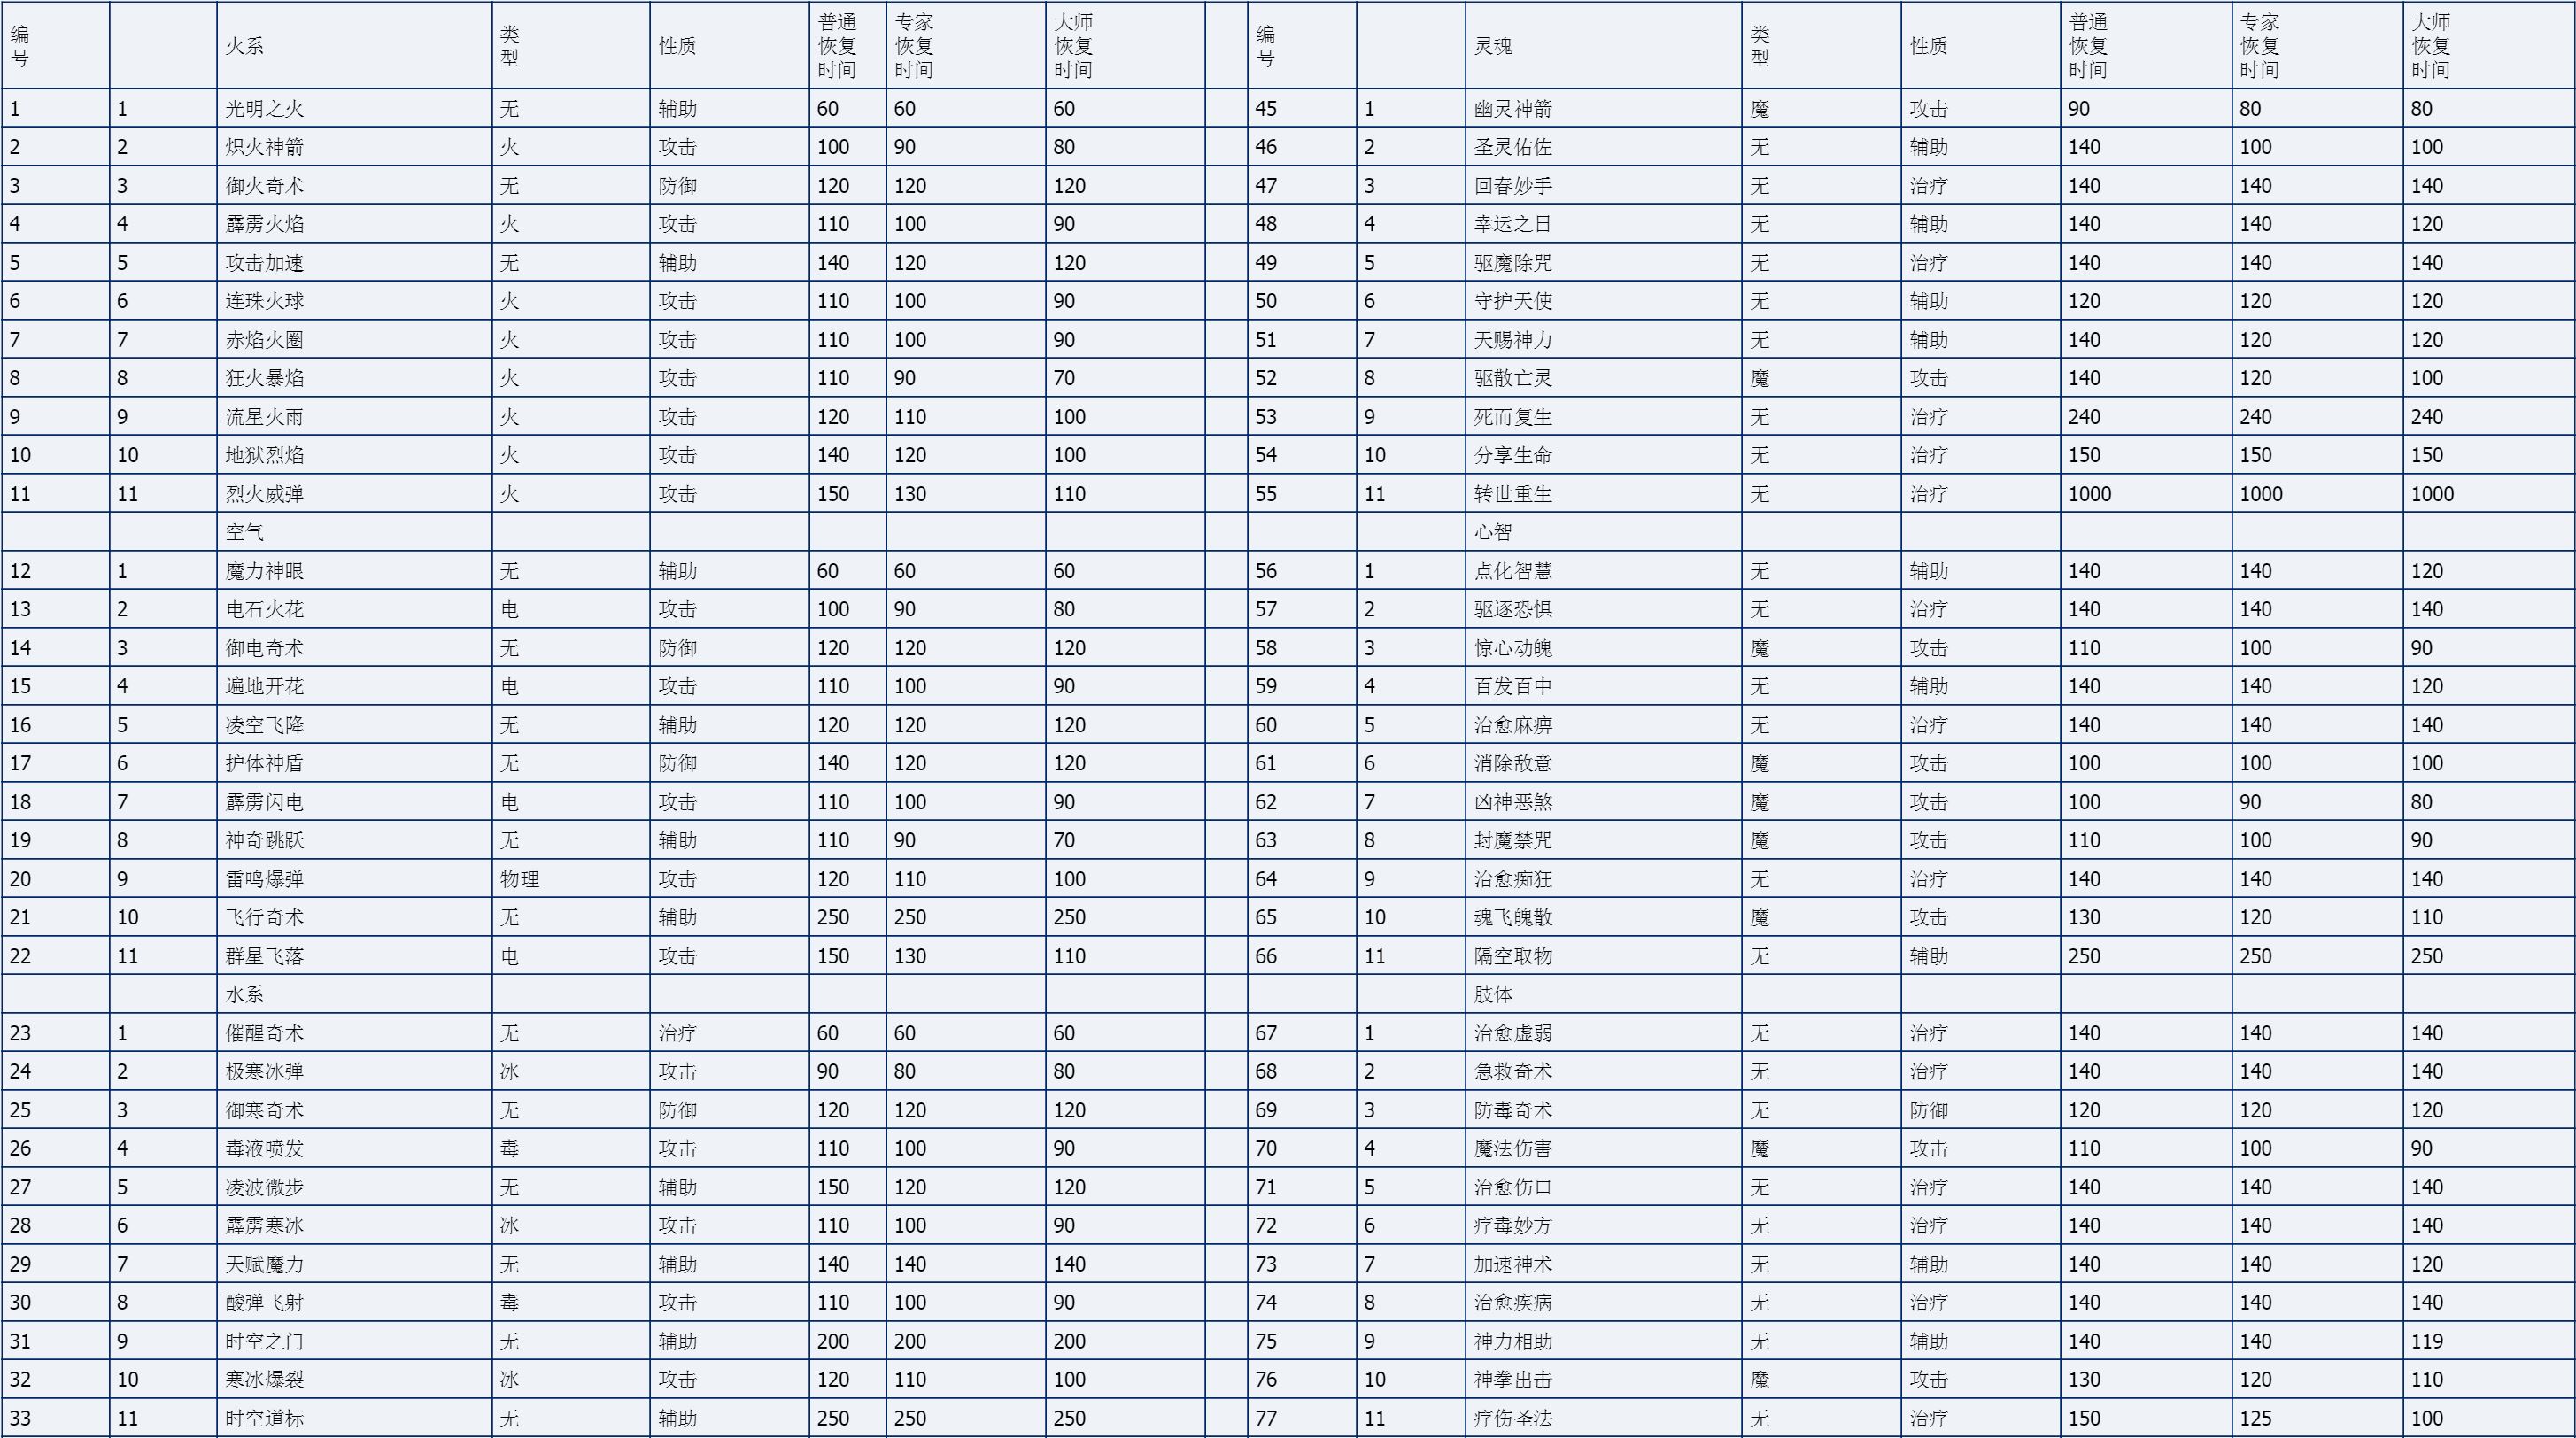 编号 火系 类型 性质 普通恢复时间 专家恢复时间 大师恢复时间 编号 灵魂 类型 性质 普通恢复时间 专家恢复时间 大师恢复时间
1 1 光明之火 无 辅助 60 60 60 45 1 幽灵神箭 魔 攻击 90 80 80
2 2 炽火神箭 火 攻击 100 90 80 46 2 圣灵佑佐 无 辅助 140 100 100
3 3 御火奇术 无 防御 120 120 120 47 3 回春妙手 无 治疗 140 140 140
4 4 霹雳火焰 火 攻击 110 100 90 48 4 幸运之日 无 辅助 140 140 120
5 5 攻击加速 无 辅助 140 120 120 49 5 驱魔除咒 无 治疗 140 140 140
6 6 连珠火球 火 攻击 110 100 90 50 6 守护天使 无 辅助 120 120 120
7 7 赤焰火圈 火 攻击 110 100 90 51 7 天赐神力 无 辅助 140 120 120
8 8 狂火暴焰 火 攻击 110 90 70 52 8 驱散亡灵 魔 攻击 140 120 100
9 9 流星火雨 火 攻击 120 110 100 53 9 死而复生 无 治疗 240 240 240
10 10 地狱烈焰 火 攻击 140 120 100 54 10 分享生命 无 治疗 150 150 150
11 11 烈火威弹 火 攻击 150 130 110 55 11 转世重生 无 治疗 1000 1000 1000
空气 心智
12 1 魔力神眼 无 辅助 60 60 60 56 1 点化智慧 无 辅助 140 140 120
13 2 电石火花 电 攻击 100 90 80 57 2 驱逐恐惧 无 治疗 140 140 140
14 3 御电奇术 无 防御 120 120 120 58 3 惊心动魄 魔 攻击 110 100 90
15 4 遍地开花 电 攻击 110 100 90 59 4 百发百中 无 辅助 140 140 120
16 5 凌空飞降 无 辅助 120 120 120 60 5 治愈麻痹 无 治疗 140 140 140
17 6 护体神盾 无 防御 140 120 120 61 6 消除敌意 魔 攻击 100 100 100
18 7 霹雳闪电 电 攻击 110 100 90 62 7 凶神恶煞 魔 攻击 100 90 80
19 8 神奇跳跃 无 辅助 110 90 70 63 8 封魔禁咒 魔 攻击 110 100 90
20 9 雷鸣爆弹 物理 攻击 120 110 100 64 9 治愈痴狂 无 治疗 140 140 140
21 10 飞行奇术 无 辅助 250 250 250 65 10 魂飞魄散 魔 攻击 130 120 110
22 11 群星飞落 电 攻击 150 130 110 66 11 隔空取物 无 辅助 250 250 250
水系 肢体
23 1 催醒奇术 无 治疗 60 60 60 67 1 治愈虚弱 无 治疗 140 140 140
24 2 极寒冰弹 冰 攻击 90 80 80 68 2 急救奇术 无 治疗 140 140 140
25 3 御寒奇术 无 防御 120 120 120 69 3 防毒奇术 无 防御 120 120 120
26 4 毒液喷发 毒 攻击 110 100 90 70 4 魔法伤害 魔 攻击 110 100 90
27 5 凌波微步 无 辅助 150 120 120 71 5 治愈伤口 无 治疗 140 140 140
28 6 霹雳寒冰 冰 攻击 110 100 90 72 6 疗毒妙方 无 治疗 140 140 140
29 7 天赋魔力 无 辅助 140 140 140 73 7 加速神术 无 辅助 140 140 120
30 8 酸弹飞射 毒 攻击 110 100 90 74 8 治愈疾病 无 治疗 140 140 140
31 9 时空之门 无 辅助 200 200 200 75 9 神力相助 无 辅助 140 140 119
32 10 寒冰爆裂 冰 攻击 120 110 100 76 10 神拳出击 魔 攻击 130 120 110
33 11 时空道标 无 辅助 250 250 250 77 11 疗伤圣法 无 治疗 150 125 100